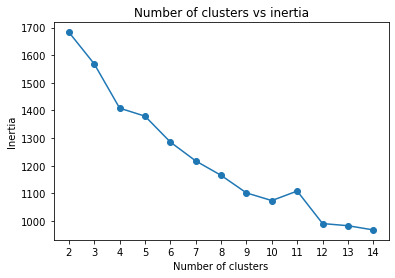 Number of clusters vs inertia
1700
1600
1500
1400
1300
1200
1100
1000
Inertia
2 3 4 5 6 7 8 9 10 11 12 13 14
Number of clusters